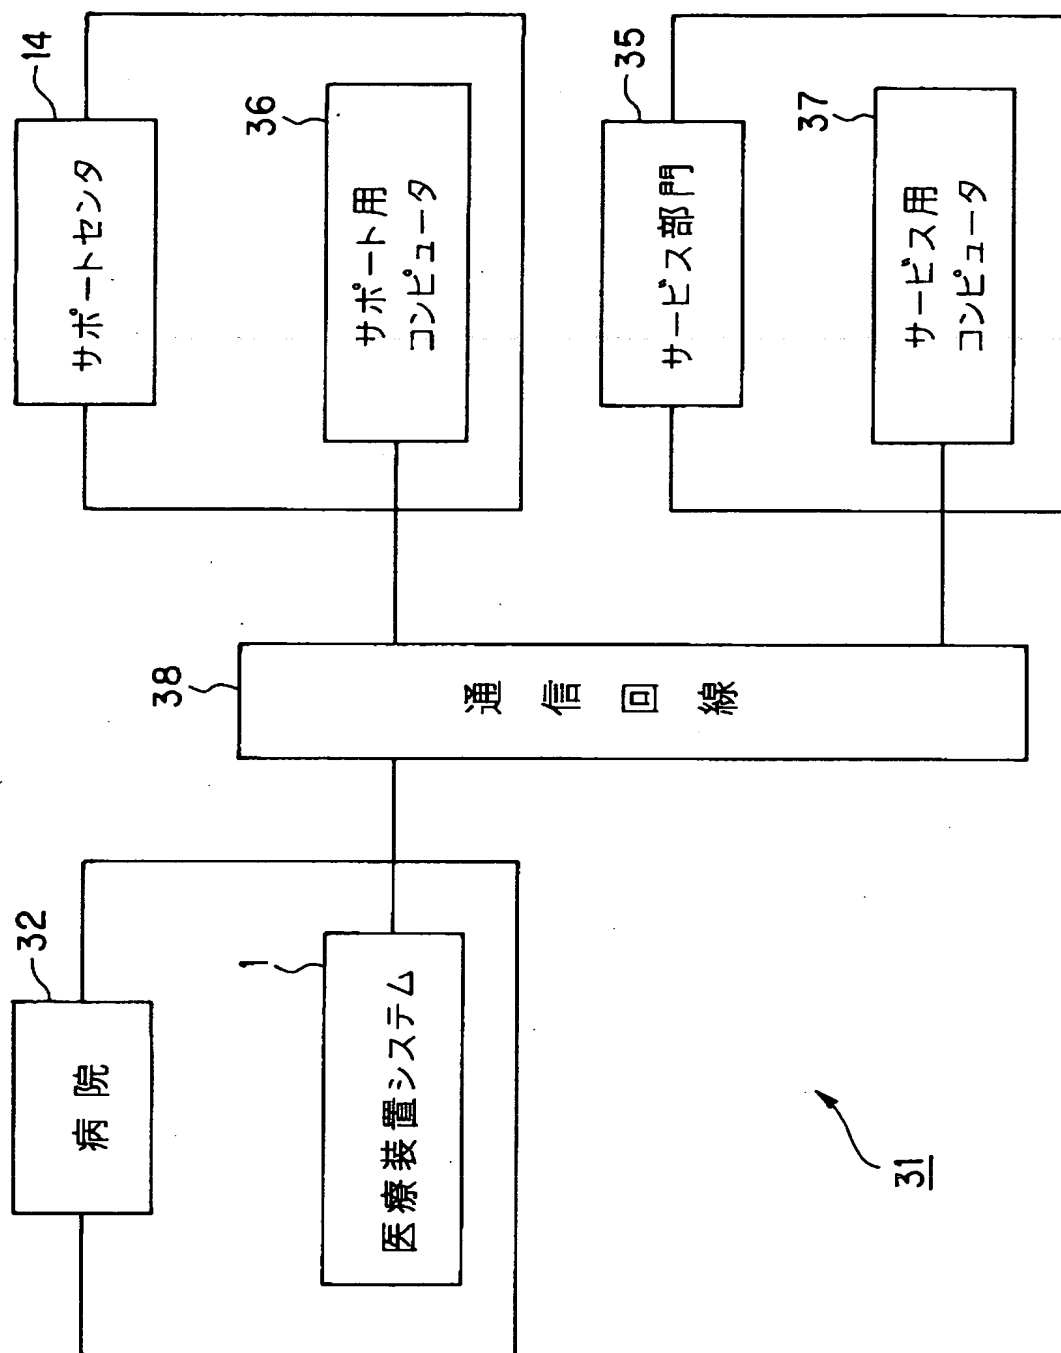 32
病院
1
医療装置システム
38
通信回線
14
サポートセンタ
36
サポート用
コンピュータ
35
サービス部門
37
サービス用
コンピュータ
31